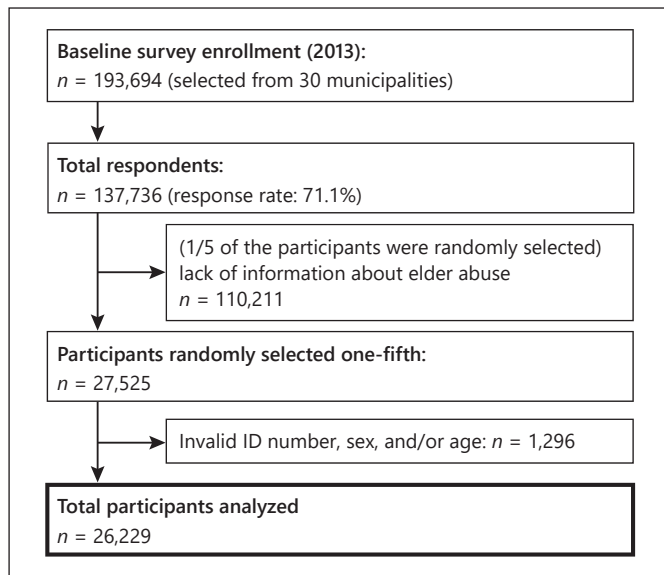 Baseline survey enrollment (2013):
n = 193,694 (selected from 30 municipalities)
Total respondents:
n = 137,736 (response rate: 71.1%)
(1/5 of the participants were randomly selected)
lack of information about elder abuse
n = 110,211
Participants randomly selected one-fifth:
n = 27,525
Invalid ID number, sex, and/or age: n = 1,296
Total participants analyzed
n = 26,229